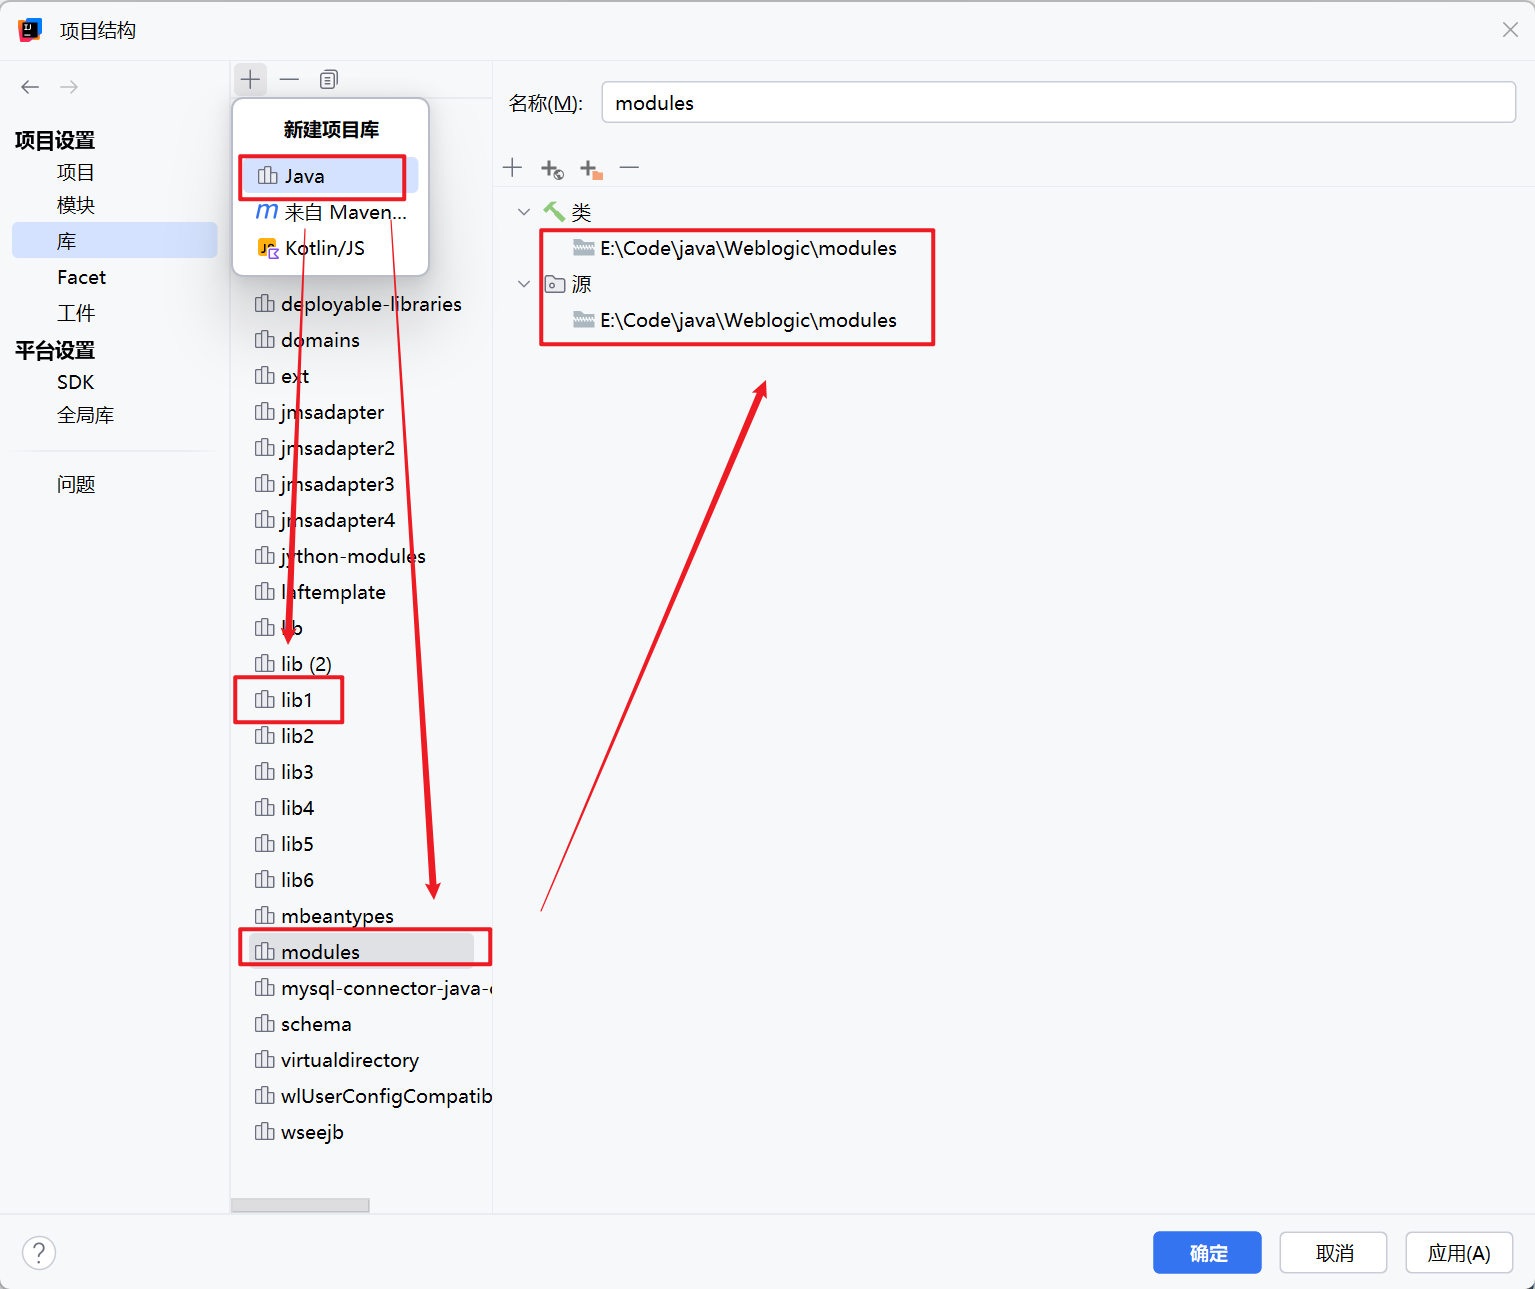 项目结构
项目设置
项目
模块
库
Facet
工件
平台设置
SDK
全局库
问题
新建项目库
Java
来自 Maven...
Kotlin/JS
deployable-libraries
domains
ext
jmsadapter
jmsadapter2
jmsadapter3
jmsadapter4
jython-modules
laftemplate
lib
lib (2)
lib1
lib2
lib3
lib4
lib5
lib6
mbeantypes
modules
mysql-connector-java-
schema
virtualdirectory
wlUserConfigCompatib
wseejb
名称(M): modules
类
E:\Code\java\Weblogic\modules
源
E:\Code\java\Weblogic\modules
?
确定
取消
应用(A)